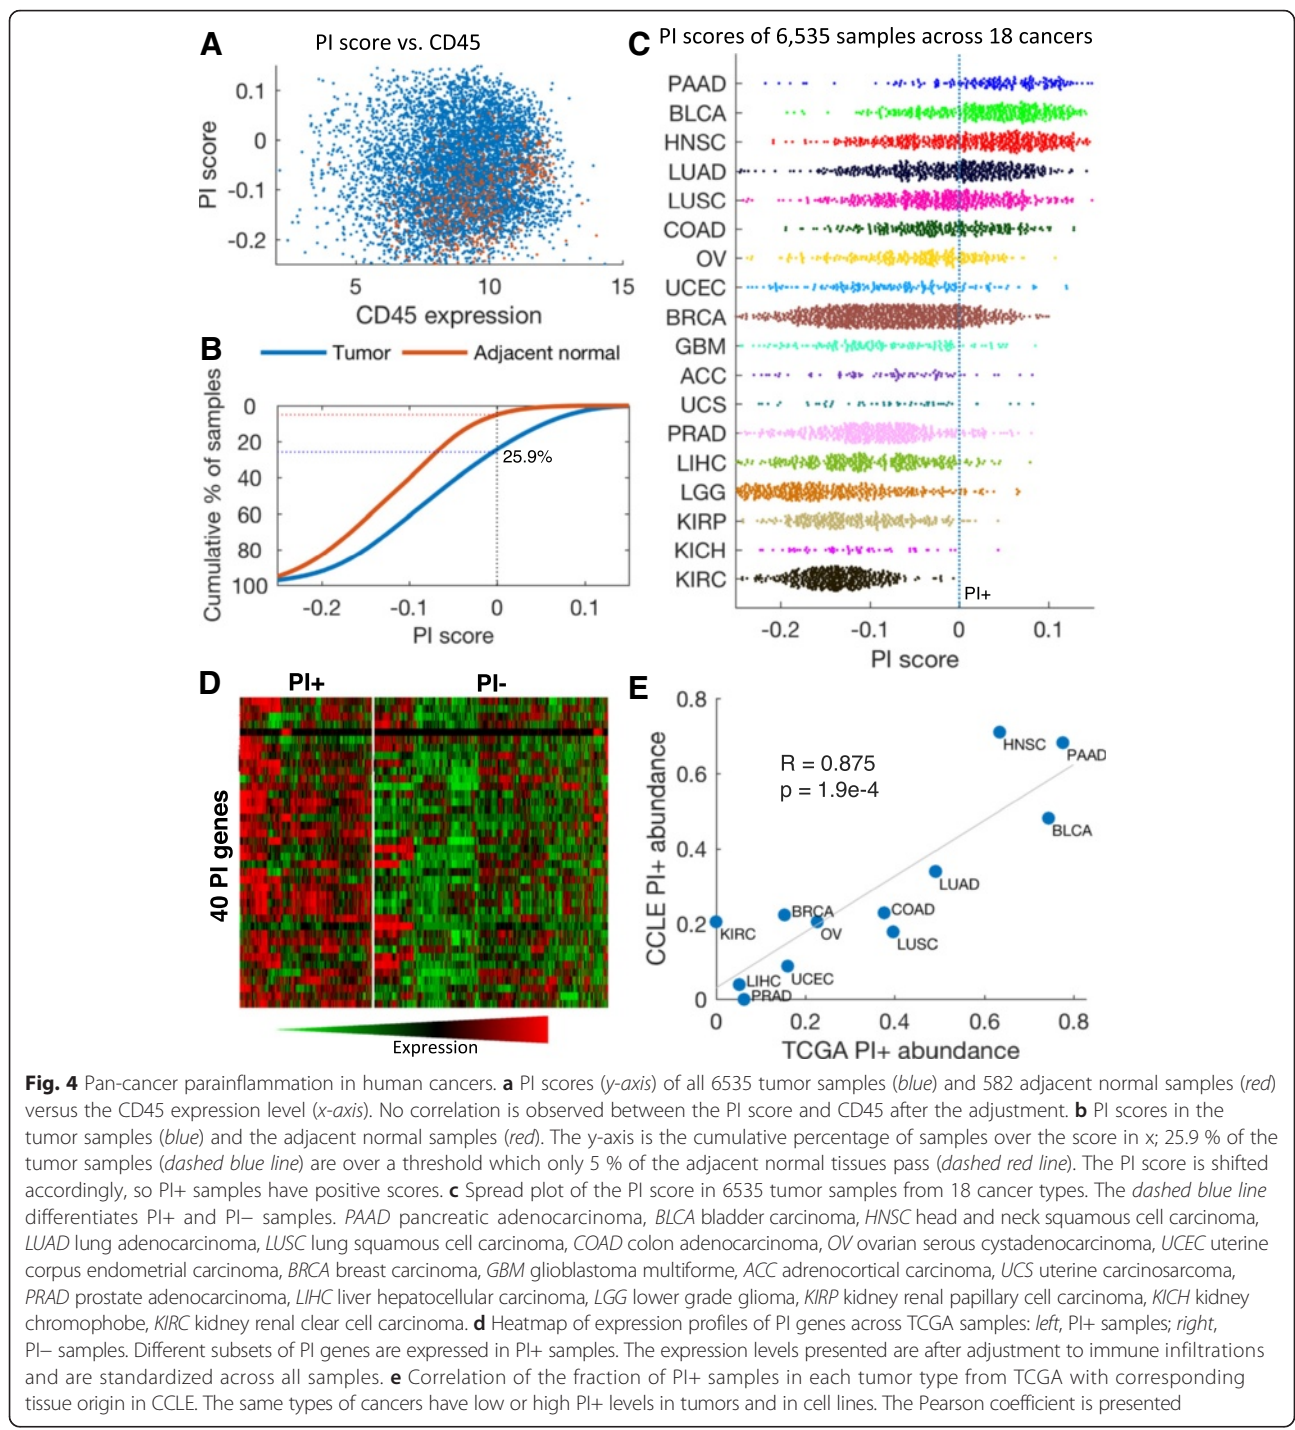 A
PI score vs. CD45
PI score
0.1
0
-0.1
-0.2
5
10
15
CD45 expression
B
Tumor
Adjacent normal
Cumulative % of samples
0
20
40
60
80
100
25.9%
-0.2
-0.1
0
0.1
PI score
C
PI scores of 6,535 samples across 18 cancers
PAAD
BLCA
HNSC
LUAD
LUSC
COAD
OV
UCEC
BRCA
GBM
ACC
UCS
PRAD
LIHC
LGG
KIRP
KICH
KIRC
PI+
-0.2
-0.1
0
0.1
PI score
D
PI+
PI-
40 PI genes
Expression
E
CCLE PI+ abundance
0.8
0.6
0.4
0.2
0
R = 0.875
p = 1.9e-4
HNSC
PAAD
BLCA
LUAD
COAD
LUSC
BRCA
OV
KIRC
UCEC
LIHC
PRAD
0
0.2
0.4
0.6
0.8
TCGA PI+ abundance
Fig. 4 Pan-cancer parainflammation in human cancers. a PI scores (y-axis) of all 6535 tumor samples (blue) and 582 adjacent normal samples (red)
versus the CD45 expression level (x-axis). No correlation is observed between the PI score and CD45 after the adjustment. b PI scores in the
tumor samples (blue) and the adjacent normal samples (red). The y-axis is the cumulative percentage of samples over the score in x; 25.9 % of the
tumor samples (dashed blue line) are over a threshold which only 5 % of the adjacent normal tissues pass (dashed red line). The PI score is shifted
accordingly, so PI+ samples have positive scores. c Spread plot of the PI score in 6535 tumor samples from 18 cancer types. The dashed blue line
differentiates PI+ and PI− samples. PAAD pancreatic adenocarcinoma, BLCA bladder carcinoma, HNSC head and neck squamous cell carcinoma,
LUAD lung adenocarcinoma, LUSC lung squamous cell carcinoma, COAD colon adenocarcinoma, OV ovarian serous cystadenocarcinoma, UCEC uterine
corpus endometrial carcinoma, BRCA breast carcinoma, GBM glioblastoma multiforme, ACC adrenocortical carcinoma, UCS uterine carcinosarcoma,
PRAD prostate adenocarcinoma, LIHC liver hepatocellular carcinoma, LGG lower grade glioma, KIRP kidney renal papillary cell carcinoma, KICH kidney
chromophobe, KIRC kidney renal clear cell carcinoma. d Heatmap of expression profiles of PI genes across TCGA samples: left, PI+ samples; right,
PI− samples. Different subsets of PI genes are expressed in PI+ samples. The expression levels presented are after adjustment to immune infiltrations
and are standardized across all samples. e Correlation of the fraction of PI+ samples in each tumor type from TCGA with corresponding
tissue origin in CCLE. The same types of cancers have low or high PI+ levels in tumors and in cell lines. The Pearson coefficient is presented